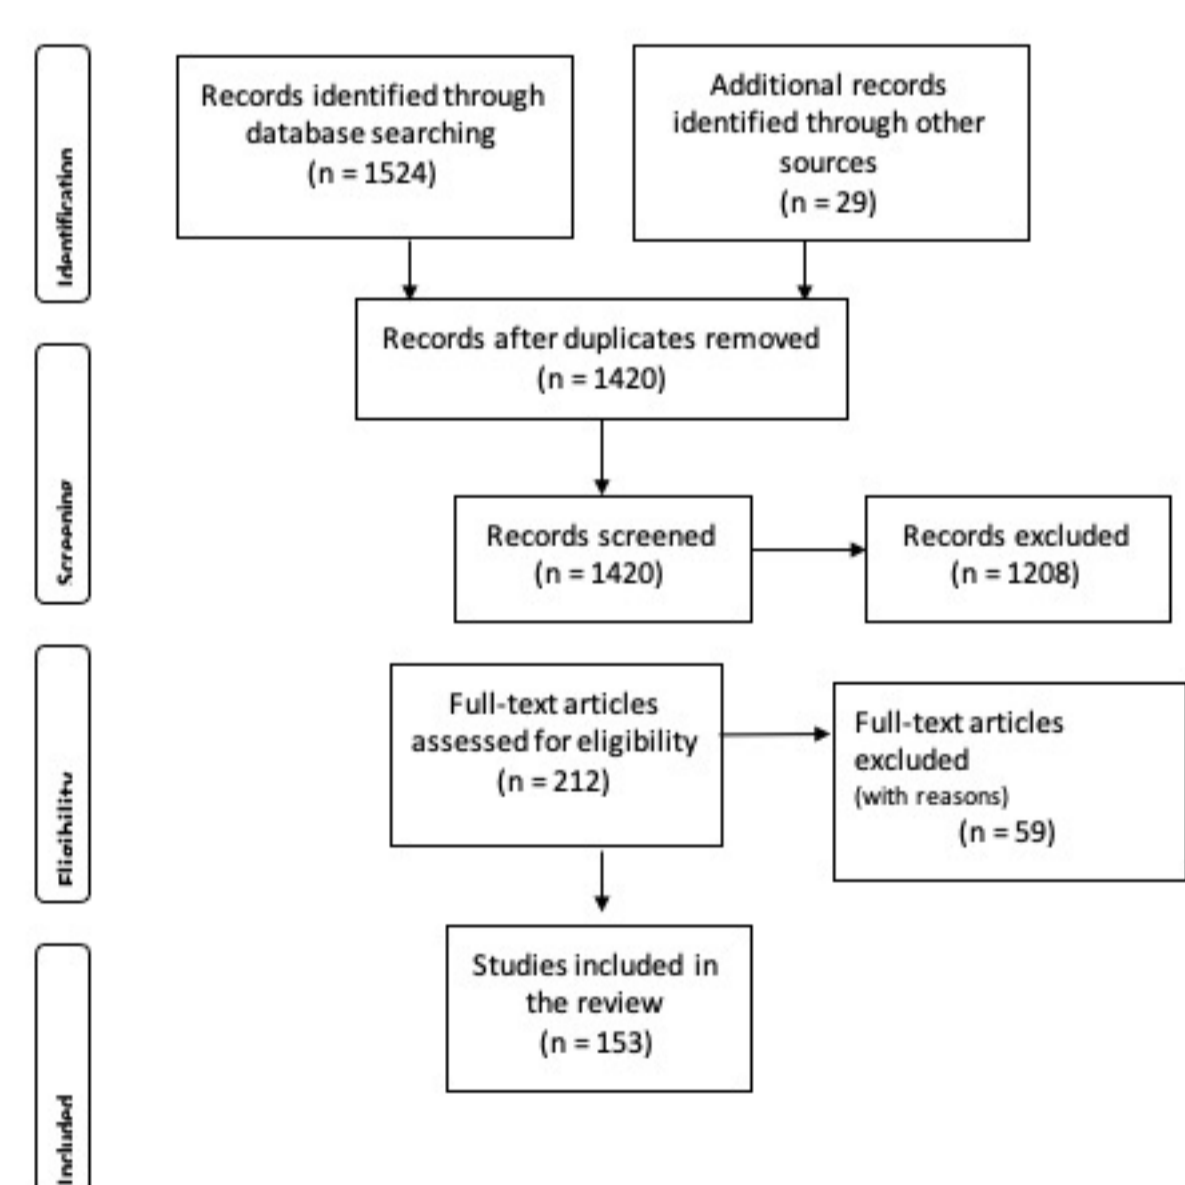 Identification
Records identified through
database searching
(n = 1524)
Additional records
identified through other
sources
(n = 29)
Records after duplicates removed
(n = 1420)
Screening
Records screened
(n = 1420)
Records excluded
(n = 1208)
Eligibility
Full-text articles
assessed for eligibility
(n = 212)
Full-text articles
excluded
(with reasons)
(n = 59)
Included
Studies included in
the review
(n = 153)